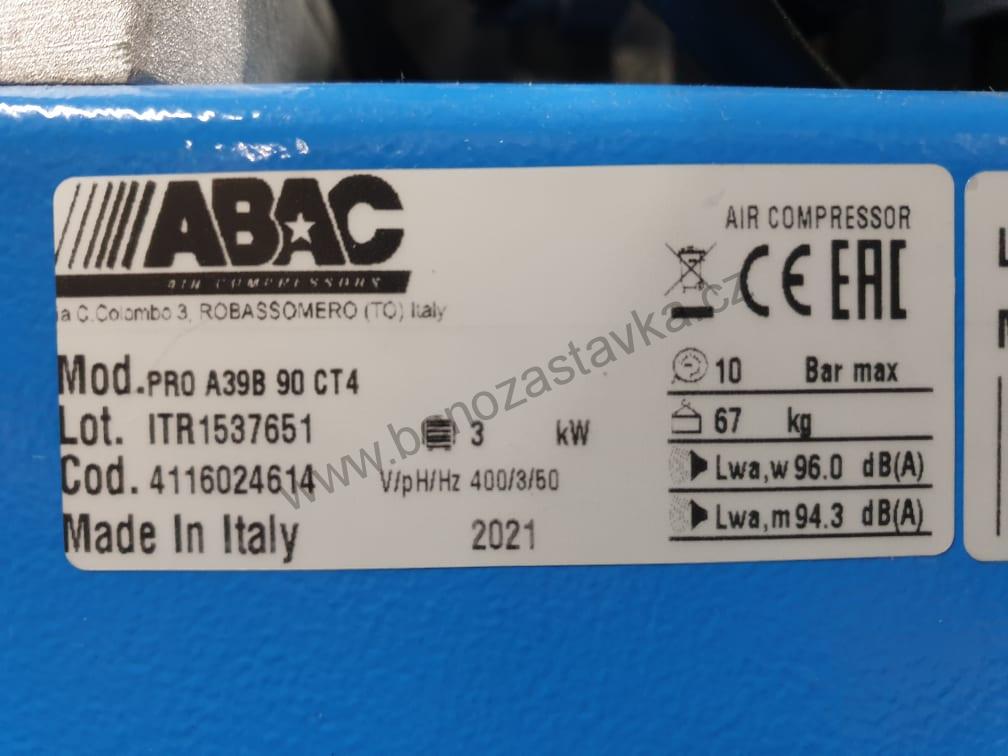 ABAC
AIR COMPRESSORS
a C.Colombo 3, ROBASSOMERO (TO) Italy
Mod. PRO A39B 90 CT4
Lot. ITR1537651
Cod. 4116024614
Made In Italy
3 kW
V/pH/Hz 400/3/50
2021
AIR COMPRESSOR
CE EAC
10 Bar max
67 kg
Lwa,w 96.0 dB(A)
Lwa,m 94.3 dB(A)
www.benozastavka.cz